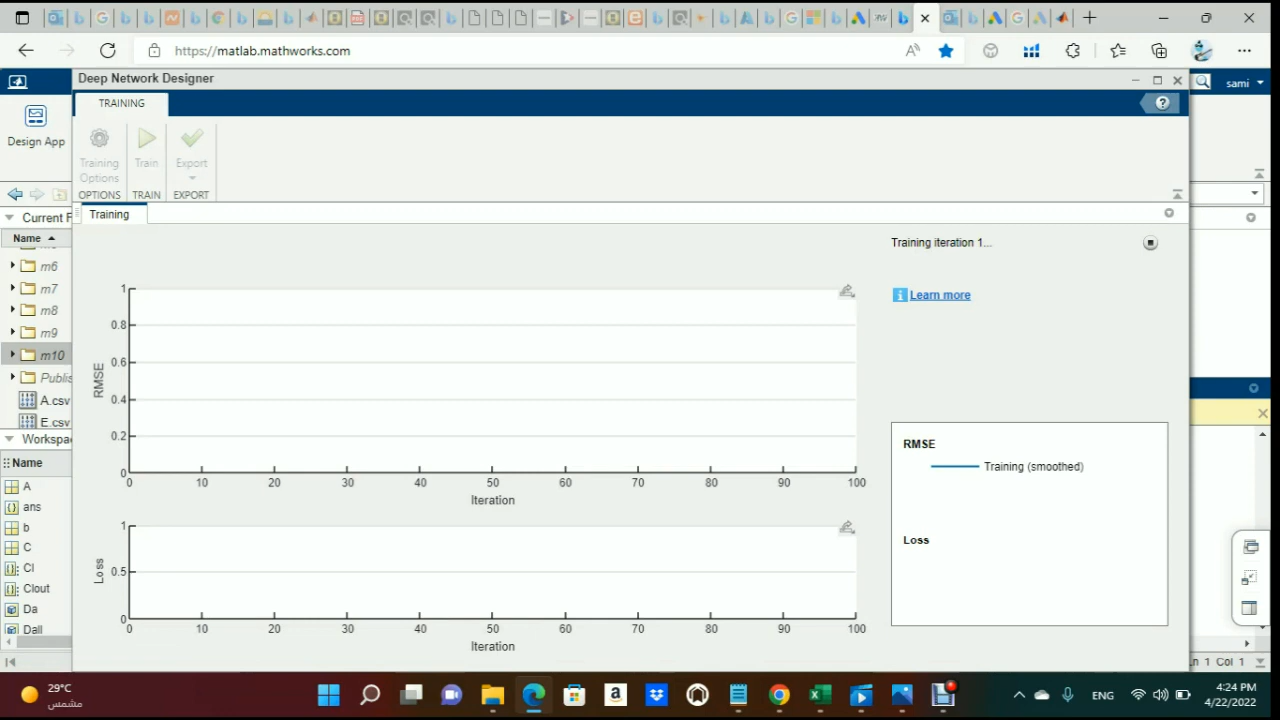 https://matlab.mathworks.com
Deep Network Designer
sami
TRAINING
Design App
Training Options
Train
Export
OPTIONS
TRAIN
EXPORT
Current F
Training
Name
Training iteration 1...
m6
m7
Learn more
m8
m9
m10
Publis
A.csv
E.csv
Workspa
Name
A
ans
b
C
Cl
Clout
Da
Dall
1
0.8
0.6
0.4
0.2
0
RMSE
0 10 20 30 40 50 60 70 80 90 100
Iteration
1
0.5
0
Loss
0 10 20 30 40 50 60 70 80 90 100
Iteration
RMSE
Training (smoothed)
Loss
Ln 1 Col 1
29°C
مشمس
ENG
4:24 PM
4/22/2022